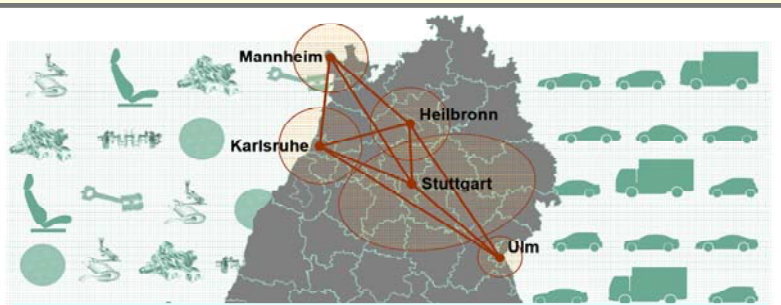 Mannheim
Heilbronn
Karlsruhe
Stuttgart
Ulm